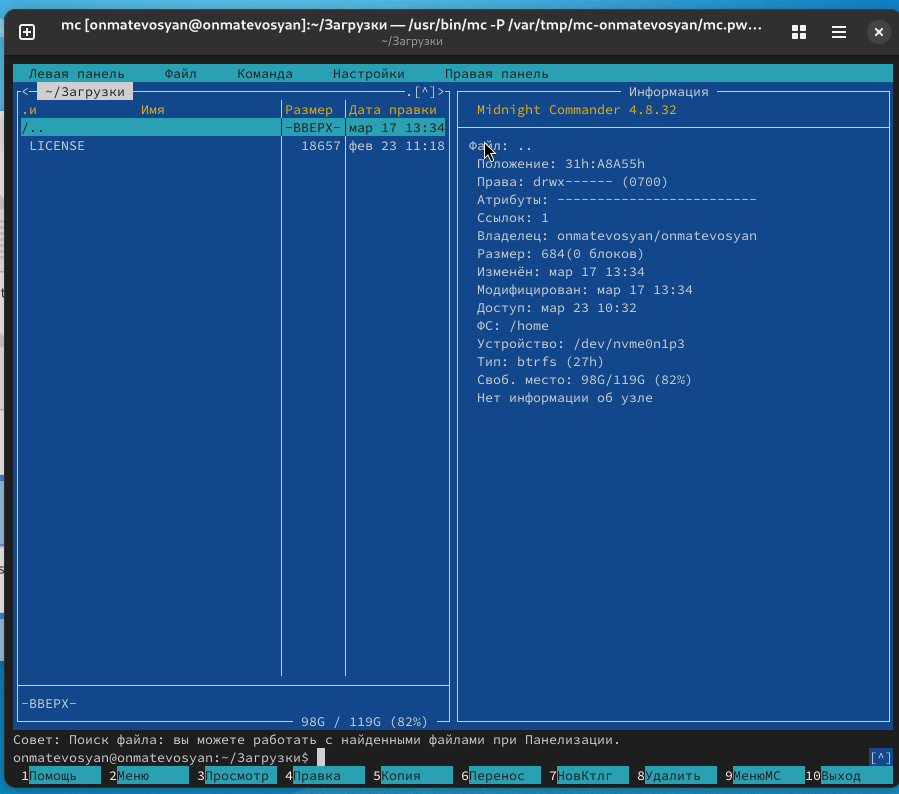 mc [onmatevosyan@onmatevosyan]:~/Загрузки — /usr/bin/mc -P /var/tmp/mc-onmatevosyan/mc.pw…
~/Загрузки
Левая панель Файл Команда Настройки Правая панель
<─ ~/Загрузки .[^]>
.и Имя Размер Дата правки
/.. -ВВЕРХ- мар 17 13:34
LICENSE 18657 фев 23 11:18
-ВВЕРХ-
98G / 119G (82%)
Информация
Midnight Commander 4.8.32
Файл: ..
Положение: 31h:A8A55h
Права: drwx------ (0700)
Атрибуты: -------------------------
Ссылок: 1
Владелец: onmatevosyan/onmatevosyan
Размер: 684(0 блоков)
Изменён: мар 17 13:34
Модифицирован: мар 17 13:34
Доступ: мар 23 10:32
ФС: /home
Устройство: /dev/nvme0n1p3
Тип: btrfs (27h)
Своб. место: 98G/119G (82%)
Нет информации об узле
Совет: Поиск файла: вы можете работать с найденными файлами при Панелизации.
onmatevosyan@onmatevosyan:~/Загрузки$ [^]
1Помощь 2Меню 3Просмотр 4Правка 5Копия 6Перенос 7НовКтлг 8Удалить 9МенюМС 10Выход